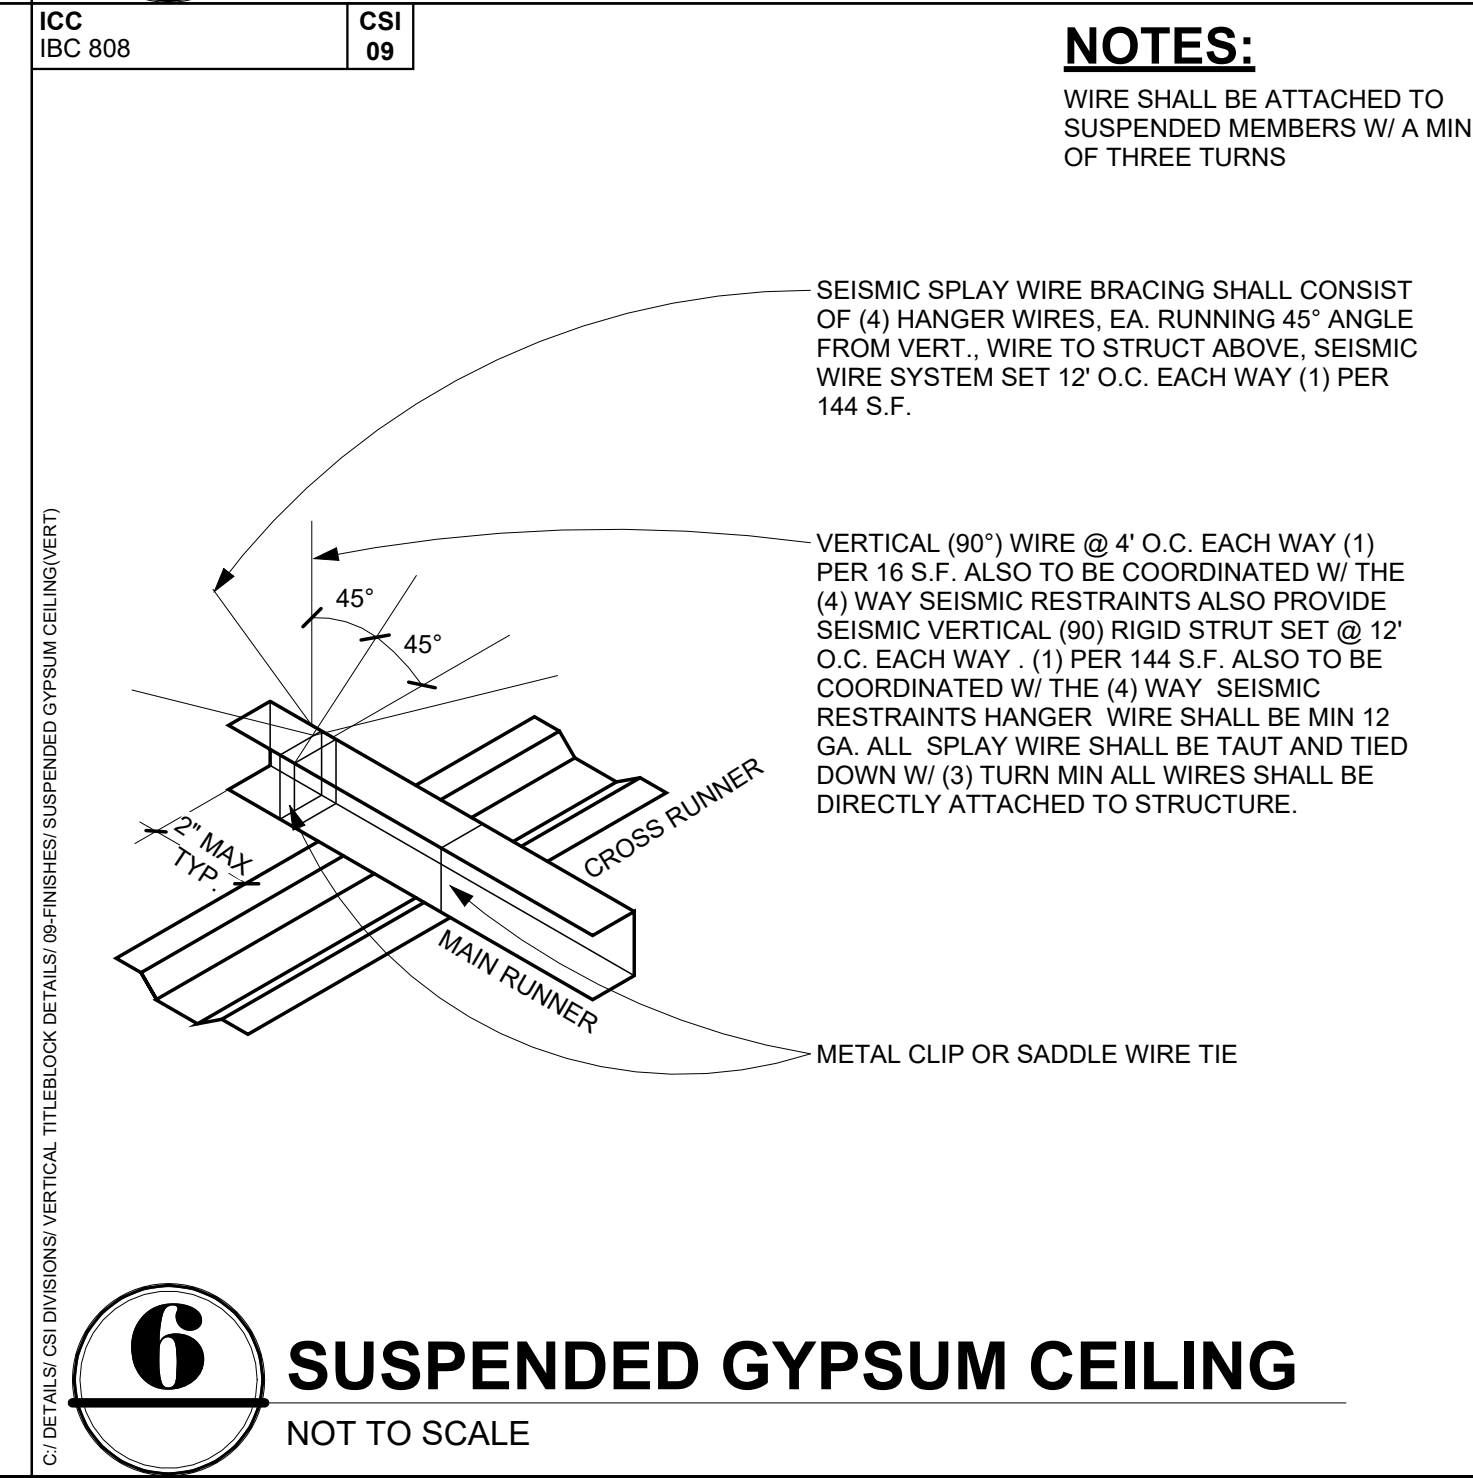 ICC
IBC 808
CSI
09
NOTES:
WIRE SHALL BE ATTACHED TO
SUSPENDED MEMBERS W/ A MIN
OF THREE TURNS
SEISMIC SPLAY WIRE BRACING SHALL CONSIST
OF (4) HANGER WIRES, EA. RUNNING 45° ANGLE
FROM VERT., WIRE TO STRUCT ABOVE, SEISMIC
WIRE SYSTEM SET 12' O.C. EACH WAY (1) PER
144 S.F.
VERTICAL (90°) WIRE @ 4' O.C. EACH WAY (1)
PER 16 S.F. ALSO TO BE COORDINATED W/ THE
(4) WAY SEISMIC RESTRAINTS ALSO PROVIDE
SEISMIC VERTICAL (90) RIGID STRUT SET @ 12'
O.C. EACH WAY . (1) PER 144 S.F. ALSO TO BE
COORDINATED W/ THE (4) WAY SEISMIC
RESTRAINTS HANGER WIRE SHALL BE MIN 12
GA. ALL SPLAY WIRE SHALL BE TAUT AND TIED
DOWN W/ (3) TURN MIN ALL WIRES SHALL BE
DIRECTLY ATTACHED TO STRUCTURE.
45°
45°
2" MAX
TYP.
CROSS RUNNER
MAIN RUNNER
METAL CLIP OR SADDLE WIRE TIE
C:/ DETAILS/ CSI DIVISIONS/ VERTICAL TITLEBLOCK DETAILS/ 09-FINISHES/ SUSPENDED GYPSUM CEILING(VERT)
6
SUSPENDED GYPSUM CEILING
NOT TO SCALE